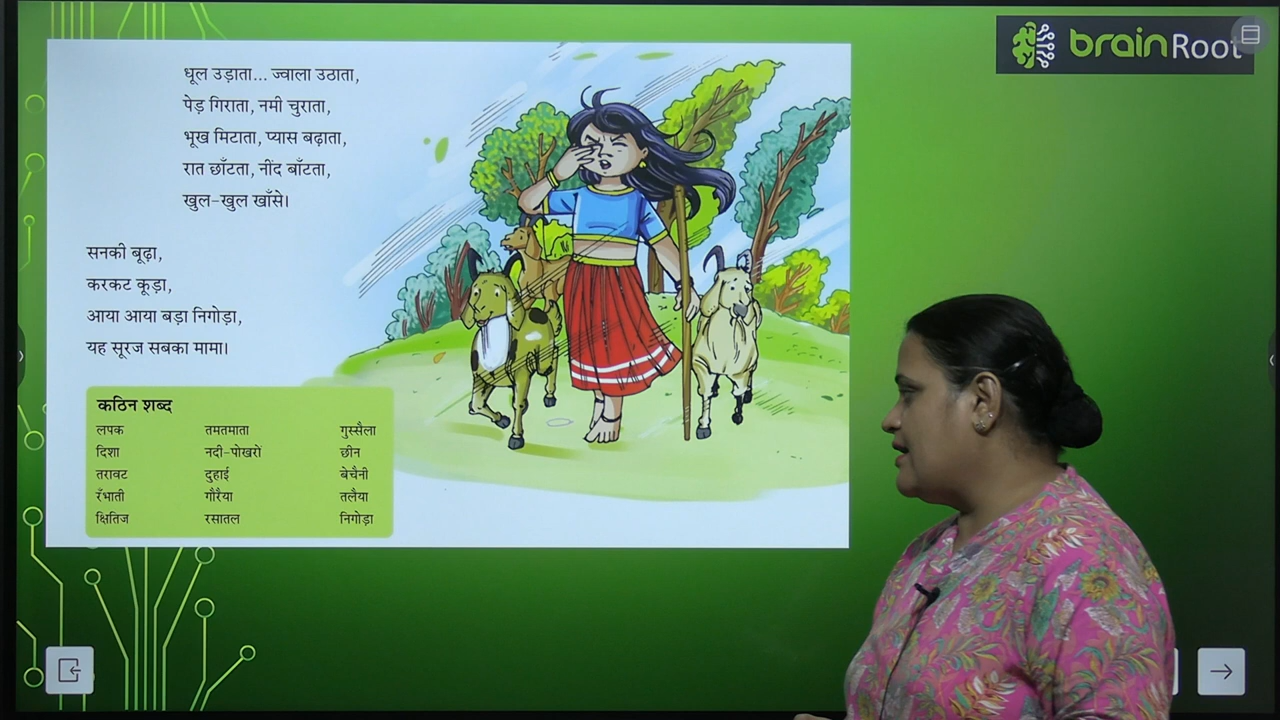 brainRoot
धूल उड़ाता... ज्वाला उठाता,
पेड़ गिराता, नमी चुराता,
भूख मिटाता, प्यास बढ़ाता,
रात छाँटता, नींद बाँटता,
खुल-खुल खाँसे।
सनकी बूढ़ा,
करकट कूड़ा,
आया आया बड़ा निगोड़ा,
यह सूरज सबका मामा।
कठिन शब्द
लपक तमतमाता गुस्सैला
दिशा नदी-पोखरों छीन
तरावट दुहाई बेचैनी
रँभाती गौरैया तलैया
क्षितिज रसातल निगोड़ा